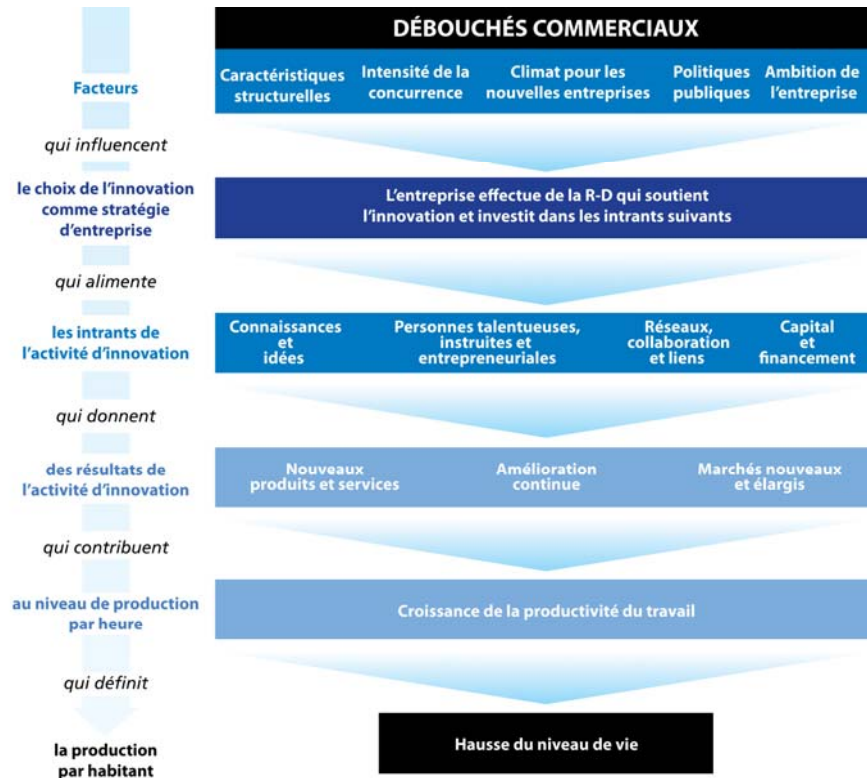 DÉBOUCHÉS COMMERCIAUX
Facteurs
Caractéristiques
structurelles
Intensité de la
concurrence
Climat pour les
nouvelles entreprises
Politiques
publiques
Ambition de
l’entreprise
qui influencent
le choix de l’innovation
comme stratégie
d’entreprise
L’entreprise effectue de la R-D qui soutient
l’innovation et investit dans les intrants suivants
qui alimente
les intrants de
l’activité d’innovation
Connaissances
et
idées
Personnes talentueuses,
instruites et
entrepreneuriales
Réseaux,
collaboration
et liens
Capital
et
financement
qui donnent
des résultats de
l’activité d’innovation
Nouveaux
produits et services
Amélioration
continue
Marchés nouveaux
et élargis
qui contribuent
au niveau de production
par heure
Croissance de la productivité du travail
qui définit
la production
par habitant
Hausse du niveau de vie